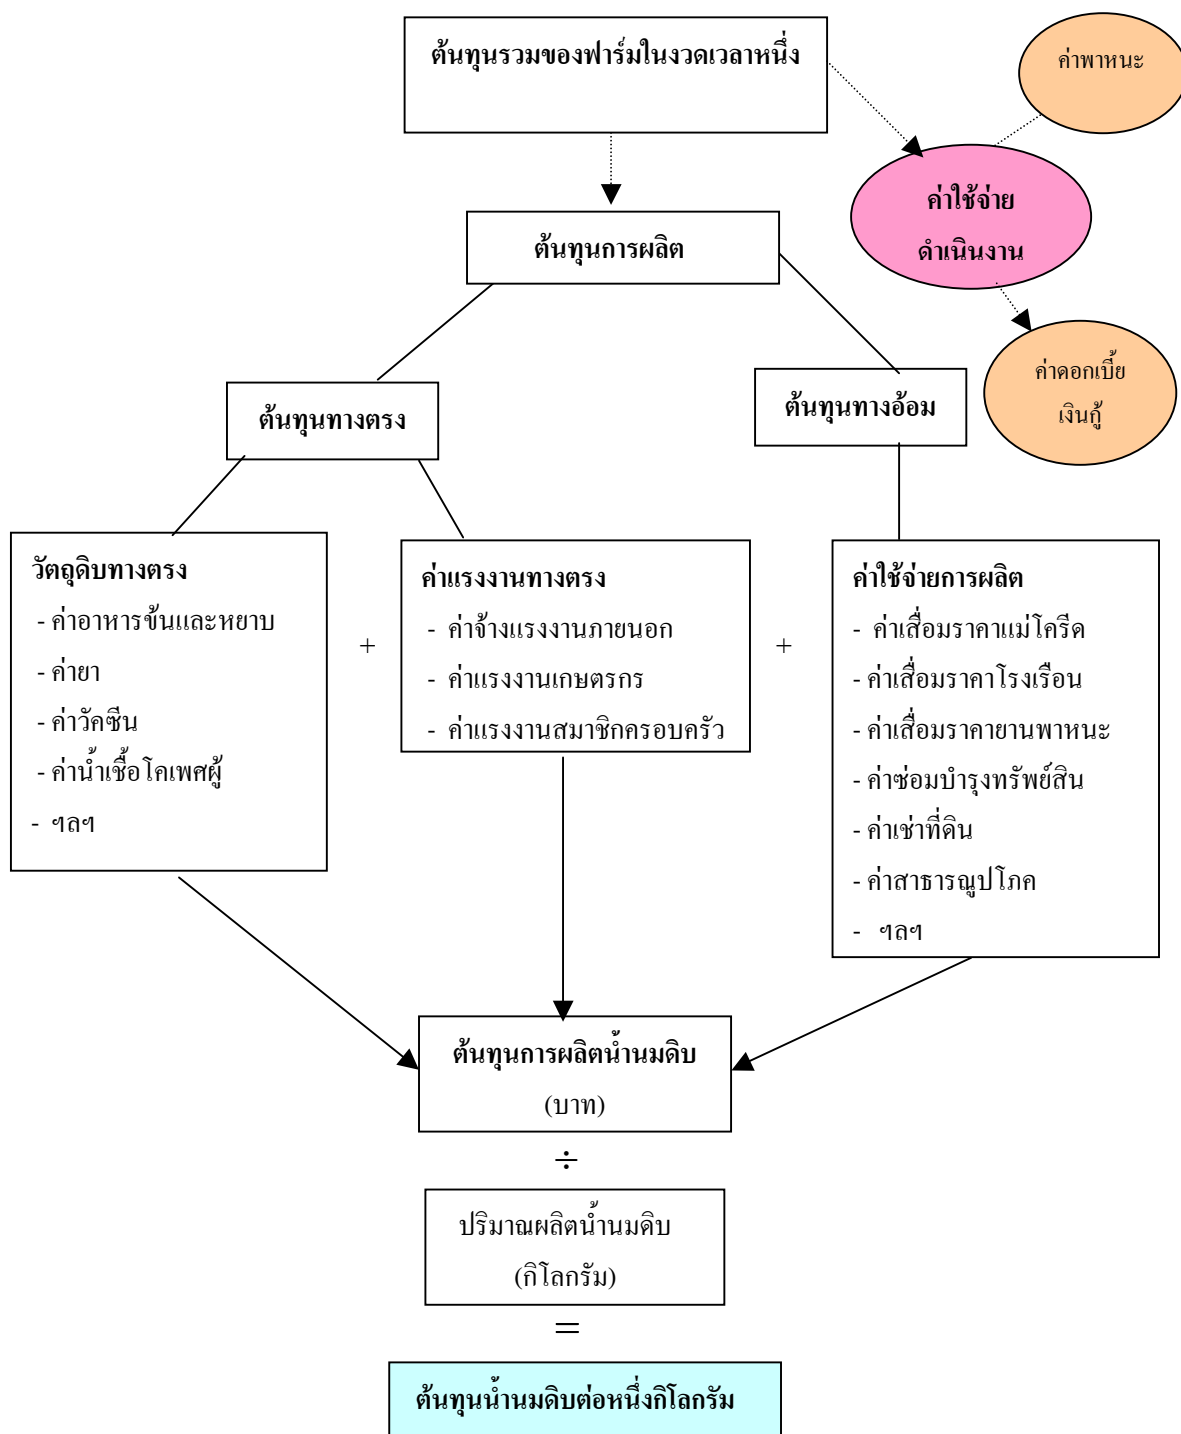 ต้นทุนรวมของฟาร์มในงวดเวลาหนึ่ง
ค่าพาหนะ
ค่าใช้จ่าย
ดำเนินงาน
ต้นทุนการผลิต
ค่าดอกเบี้ย
เงินกู้
ต้นทุนทางตรง
ต้นทุนทางอ้อม
วัตถุดิบทางตรง
- ค่าอาหารข้นและหยาบ
- ค่ายา
- ค่าวัคซีน
- ค่าน้ำเชื้อโคเพศผู้
- ฯลฯ
+
ค่าแรงงานทางตรง
- ค่าจ้างแรงงานภายนอก
- ค่าแรงงานเกษตรกร
- ค่าแรงงานสมาชิกครอบครัว
+
ค่าใช้จ่ายการผลิต
- ค่าเสื่อมราคาแม่โครีด
- ค่าเสื่อมราคาโรงเรือน
- ค่าเสื่อมราคายานพาหนะ
- ค่าซ่อมบำรุงทรัพย์สิน
- ค่าเช่าที่ดิน
- ค่าสาธารณูปโภค
- ฯลฯ
ต้นทุนการผลิตน้ำนมดิบ
(บาท)
÷
ปริมาณผลิตน้ำนมดิบ
(กิโลกรัม)
=
ต้นทุนน้ำนมดิบต่อหนึ่งกิโลกรัม